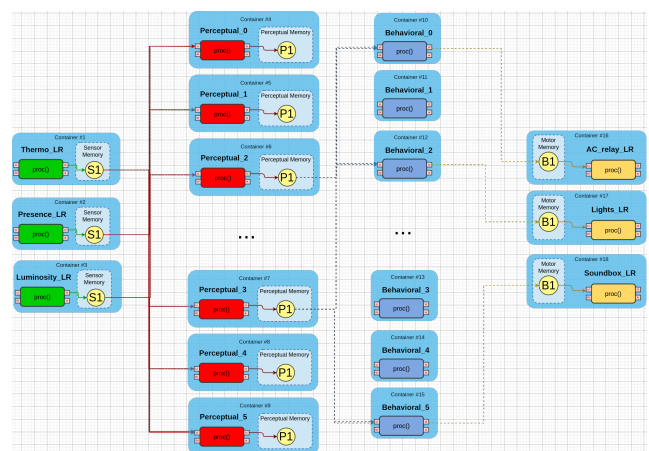 Container #1
Thermo_LR
Sensor
Memory
proc()
S1
Container #2
Presence_LR
Sensor
Memory
proc()
S1
Container #3
Luminosity_LR
Sensor
Memory
proc()
S1
Container #4
Perceptual_0
Perceptual Memory
proc()
P1
Container #5
Perceptual_1
Perceptual Memory
proc()
P1
Container #6
Perceptual_2
Perceptual Memory
proc()
P1
...
Container #7
Perceptual_3
Perceptual Memory
proc()
P1
Container #8
Perceptual_4
Perceptual Memory
proc()
P1
Container #9
Perceptual_5
Perceptual Memory
proc()
P1
Container #10
Behavioral_0
proc()
Container #11
Behavioral_1
proc()
Container #12
Behavioral_2
proc()
...
Container #13
Behavioral_3
proc()
Container #14
Behavioral_4
proc()
Container #15
Behavioral_5
proc()
Container #16
Motor
Memory
AC_relay_LR
B1
proc()
Container #17
Motor
Memory
Lights_LR
B1
proc()
Container #18
Motor
Memory
Soundbox_LR
B1
proc()